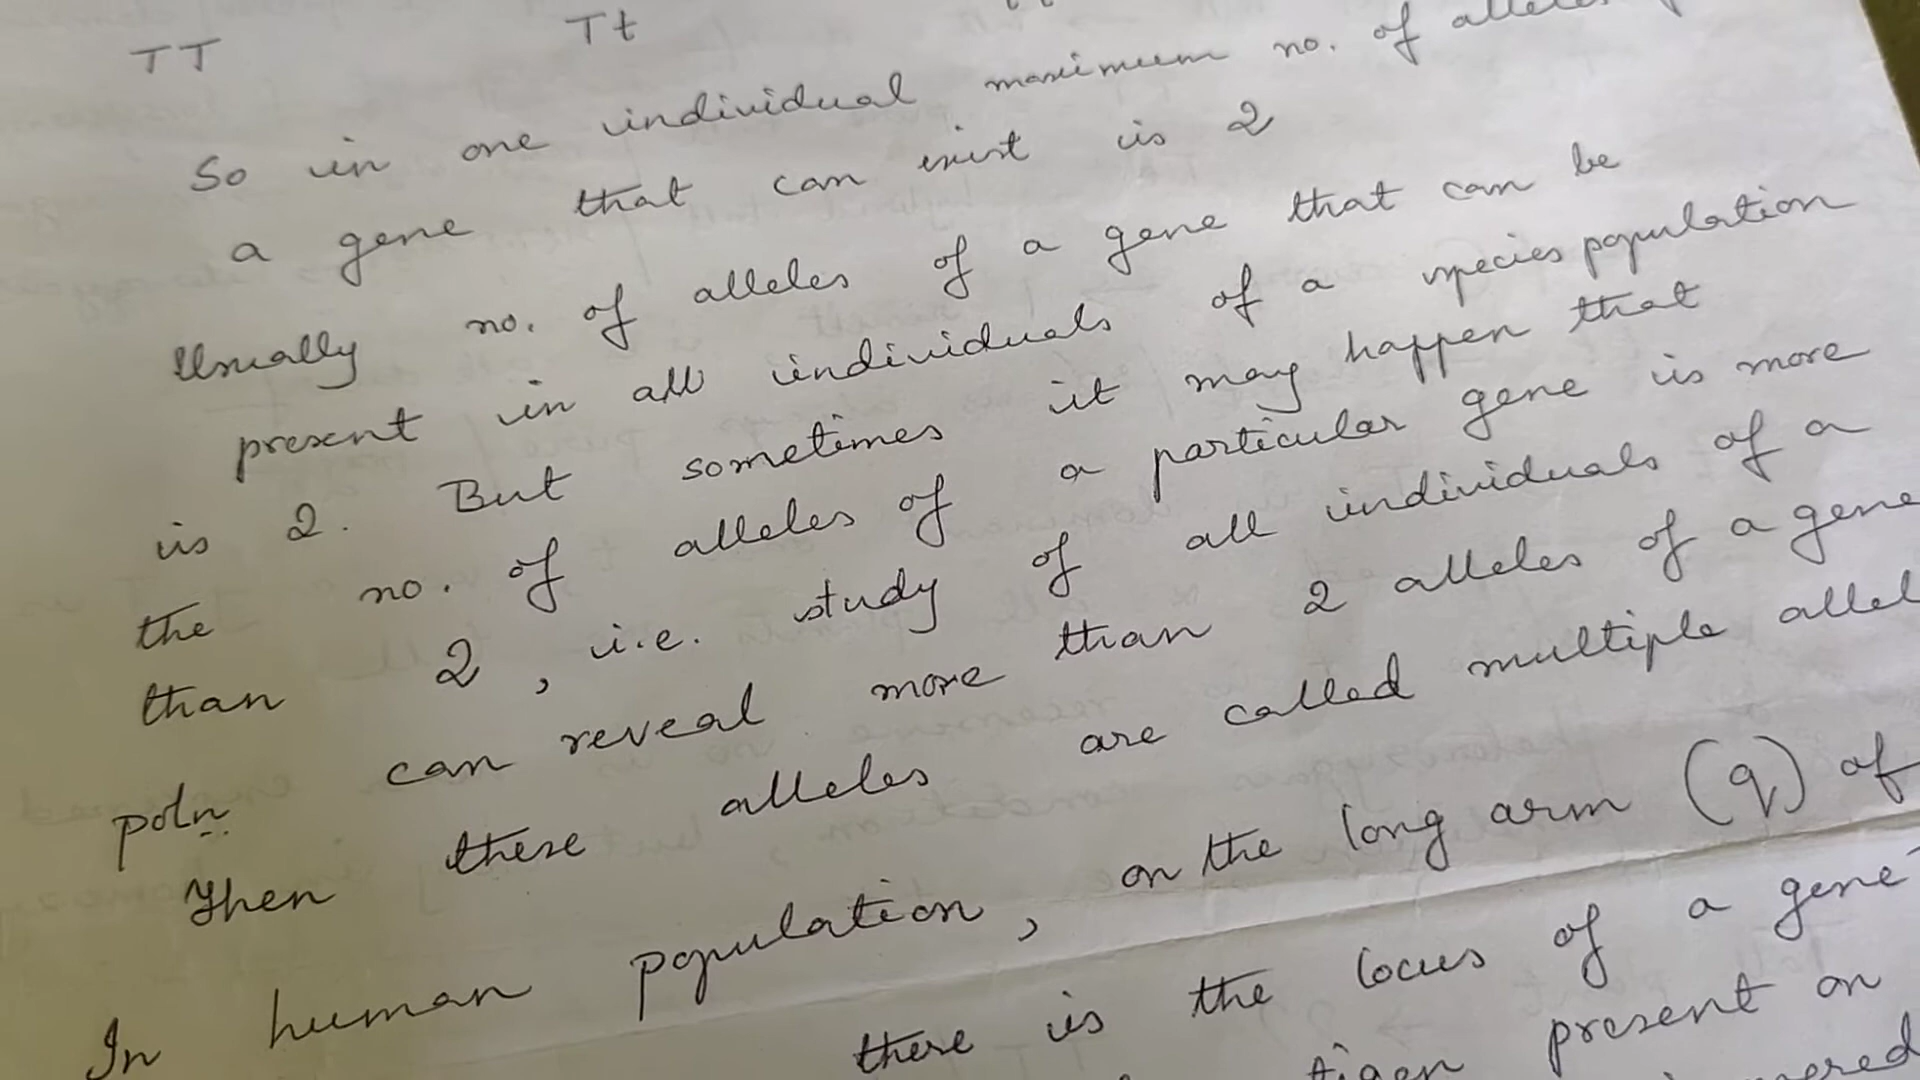 TT Tt
So in one individual maximum no. of
a gene that can exist is 2
Usually no. of alleles of a gene that can be
present in all individuals of a species population
is 2. But sometimes it may happen that
the no. of alleles of a particular gene is more
than 2, i.e. study of all individuals of a
poln can reveal more than 2 alleles of a gene
Then these alleles are called multiple allel
In human population, on the long arm (q) of
there is the locus of a gene
tigen present on